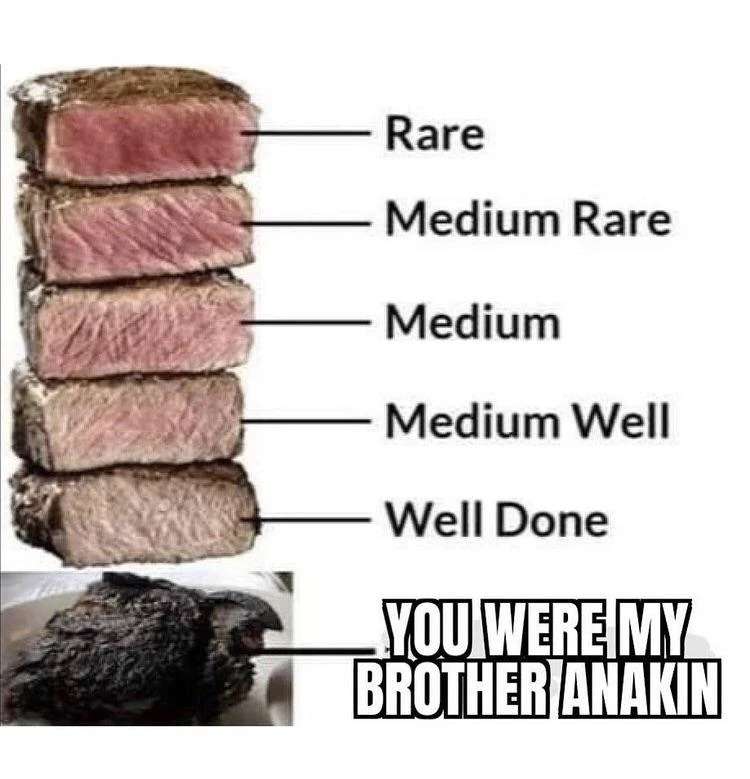 Rare
Medium Rare
Medium
Medium Well
Well Done
YOU WERE MY
BROTHER ANAKIN